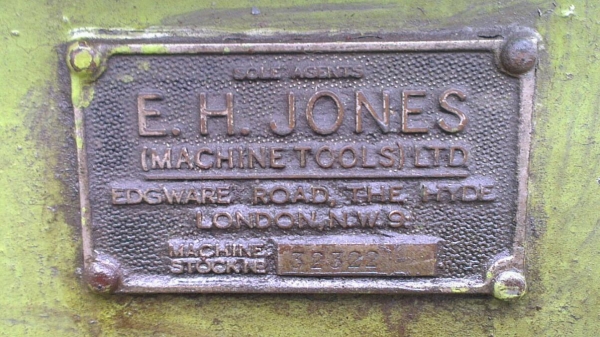 SOLE AGENTS
E. H. JONES
(MACHINE TOOLS) LTD
EDGWARE ROAD, THE HYDE
LONDON, N.W.9.
MACHINE
STOCK № 32322